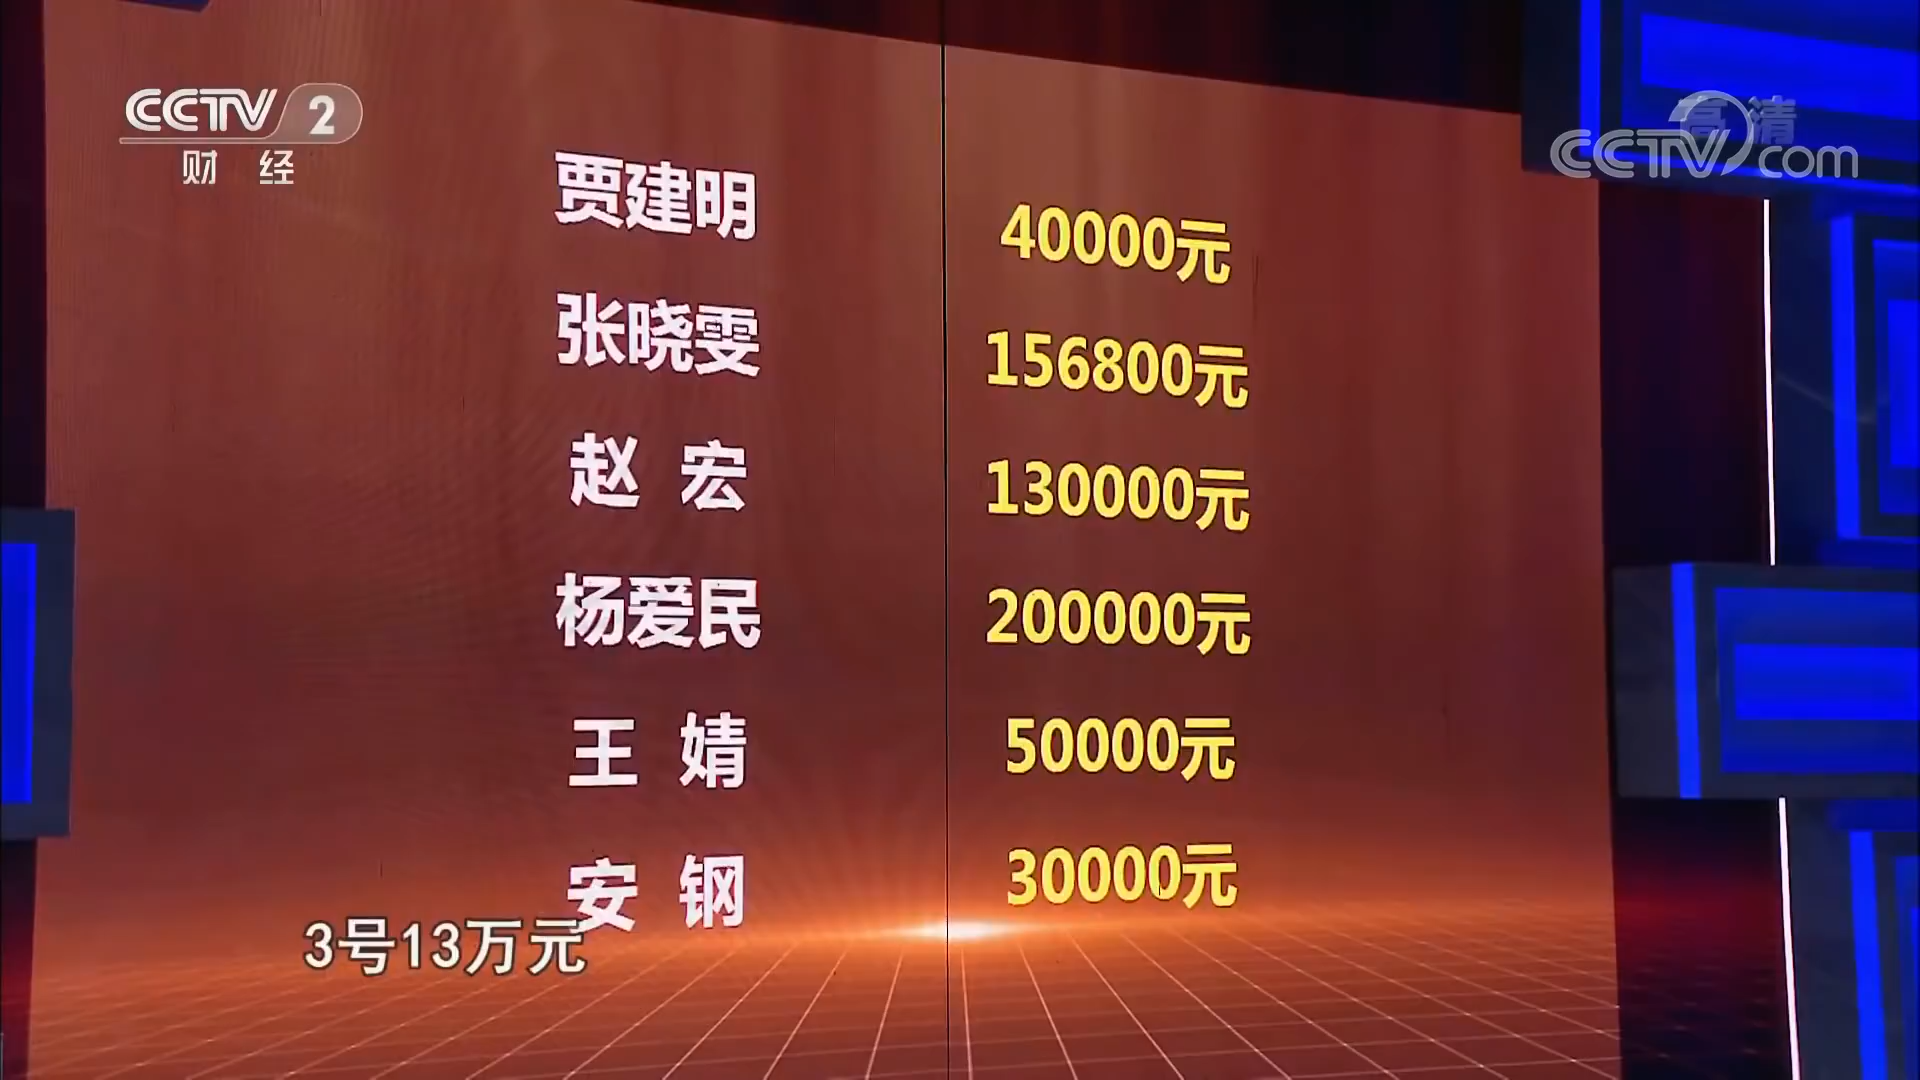 CCTV 2
财 经
高清
CCTV com
贾建明 40000元
张晓雯 156800元
赵 宏 130000元
杨爱民 200000元
王 婧 50000元
安 钢 30000元
3号13万元